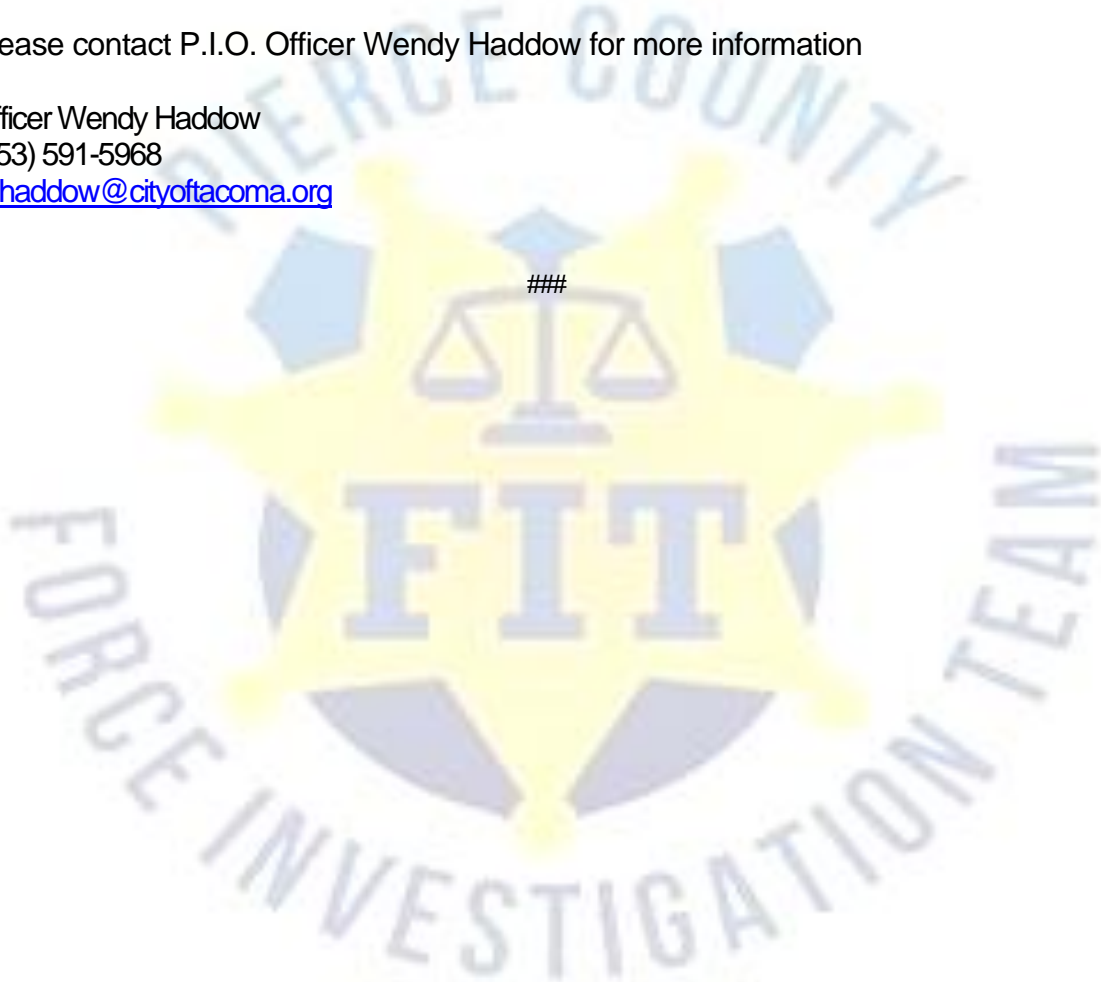 ease contact P.I.O. Officer Wendy Haddow for more information
fficer Wendy Haddow
53) 591-5968
haddow@cityoftacoma.org
###
PIERCE COUNTY
FIT
FORCE INVESTIGATION TEAM